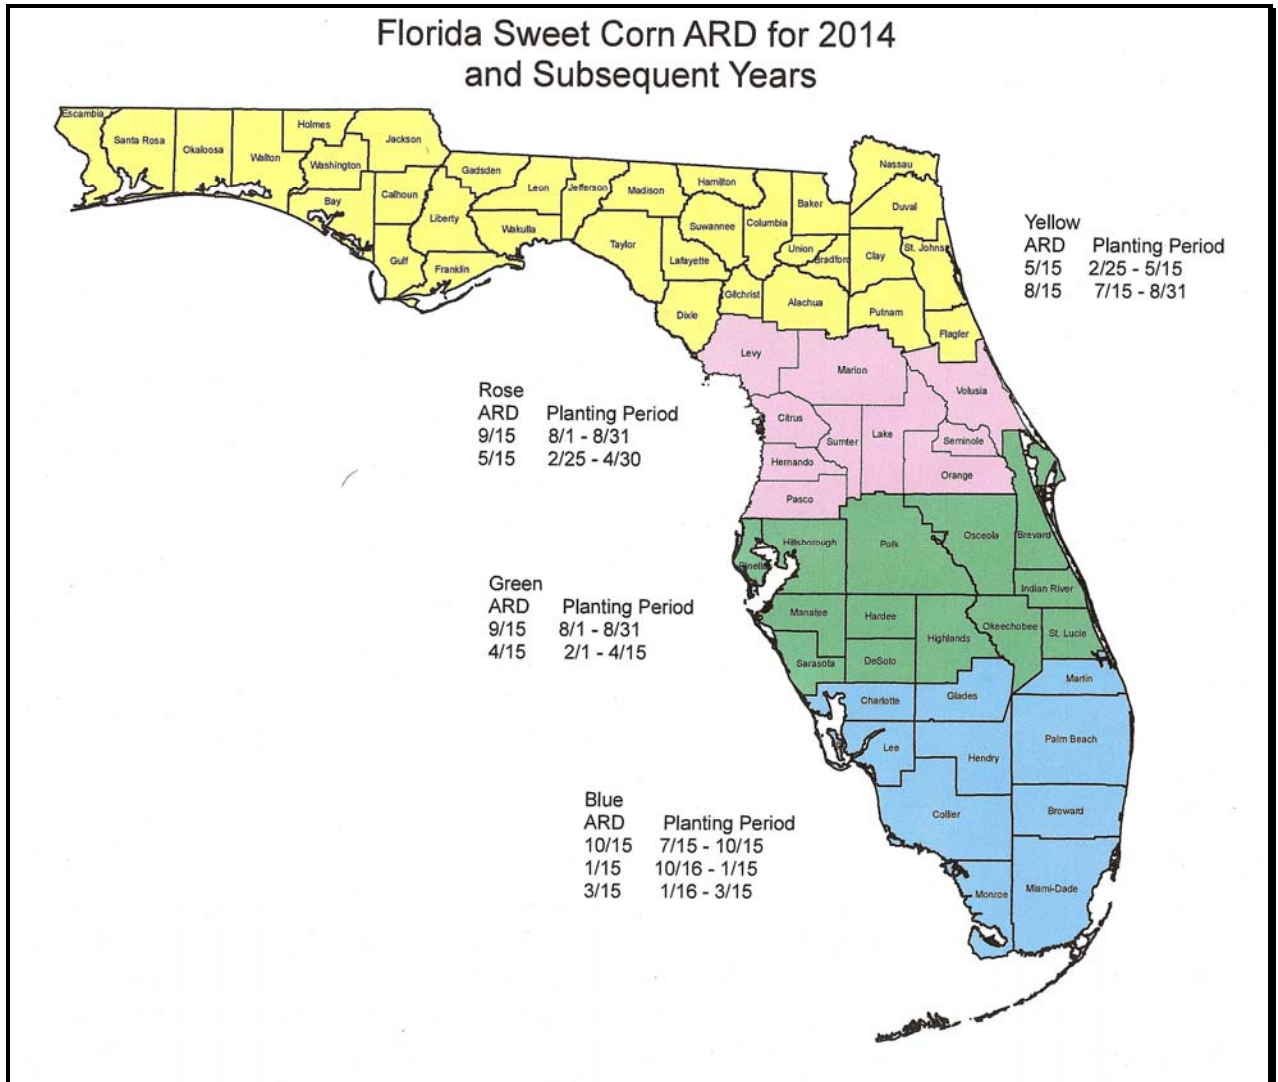 Florida Sweet Corn ARD for 2014
and Subsequent Years
Escambia
Santa Rosa
Okaloosa
Walton
Holmes
Washington
Jackson
Bay
Calhoun
Gulf
Liberty
Franklin
Gadsden
Leon
Wakulla
Jefferson
Madison
Taylor
Hamilton
Suwannee
Lafayette
Dixie
Columbia
Gilchrist
Baker
Union
Bradford
Alachua
Nassau
Duval
Clay
St. Johns
Putnam
Flagler
Yellow
ARD Planting Period
5/15 2/25 - 5/15
8/15 7/15 - 8/31
Levy
Marion
Volusia
Citrus
Sumter
Lake
Seminole
Hernando
Orange
Pasco
Rose
ARD Planting Period
9/15 8/1 - 8/31
5/15 2/25 - 4/30
Hillsborough
Polk
Osceola
Brevard
Indian River
Manatee
Hardee
Highlands
Okeechobee
St. Lucie
Sarasota
DeSoto
Green
ARD Planting Period
9/15 8/1 - 8/31
4/15 2/1 - 4/15
Charlotte
Glades
Martin
Lee
Hendry
Palm Beach
Collier
Broward
Monroe
Miami-Dade
Blue
ARD Planting Period
10/15 7/15 - 10/15
1/15 10/16 - 1/15
3/15 1/16 - 3/15